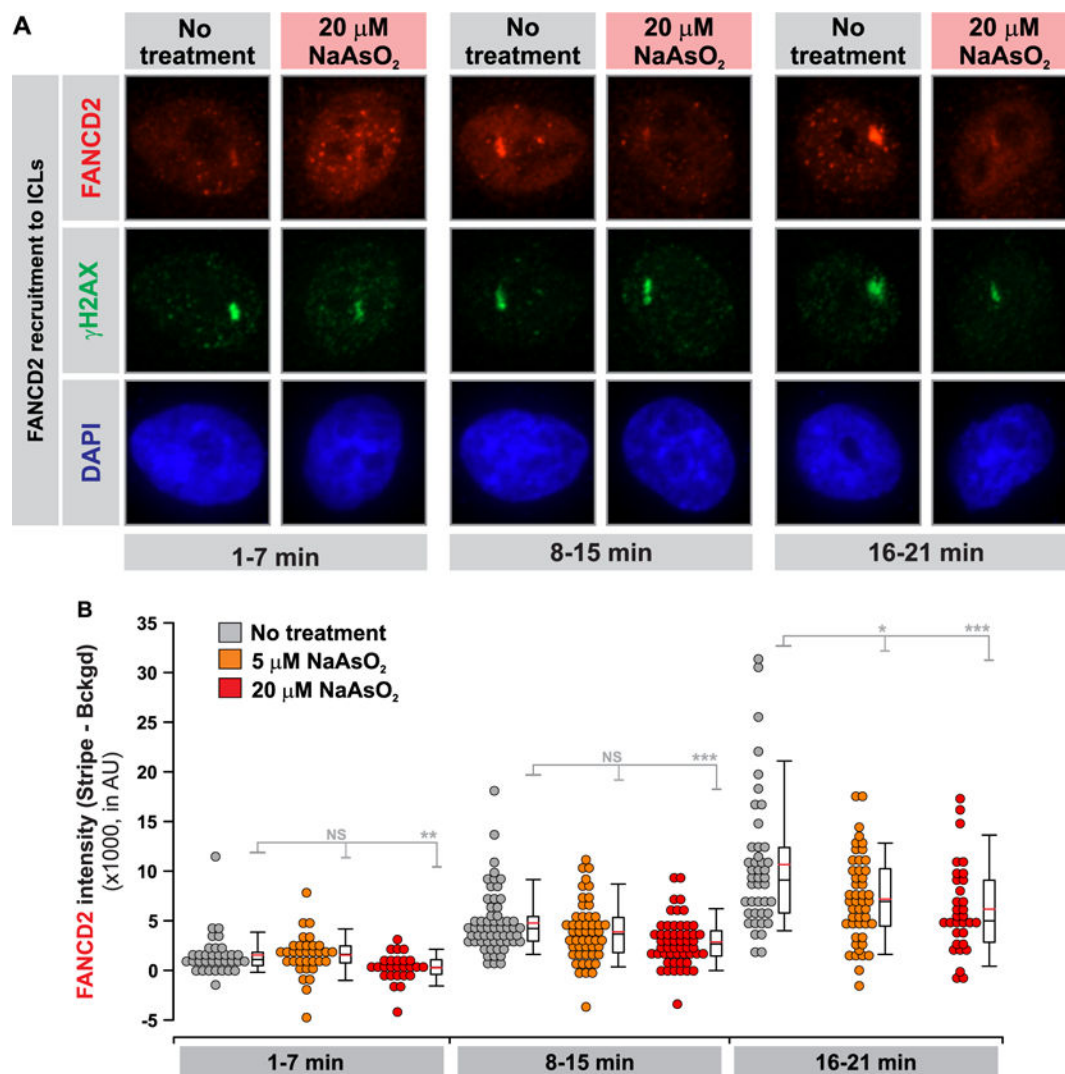 A
No treatment
20 μM NaAsO₂
No treatment
20 μM NaAsO₂
No treatment
20 μM NaAsO₂
FANCD2 recruitment to ICLs
FANCD2
γH2AX
DAPI
1-7 min
8-15 min
16-21 min
B
FANCD2 intensity (Stripe - Bckgd)
(x1000, in AU)
35
30
25
20
15
10
5
0
-5
No treatment
5 μM NaAsO₂
20 μM NaAsO₂
NS
**
NS
***
*
***
1-7 min
8-15 min
16-21 min